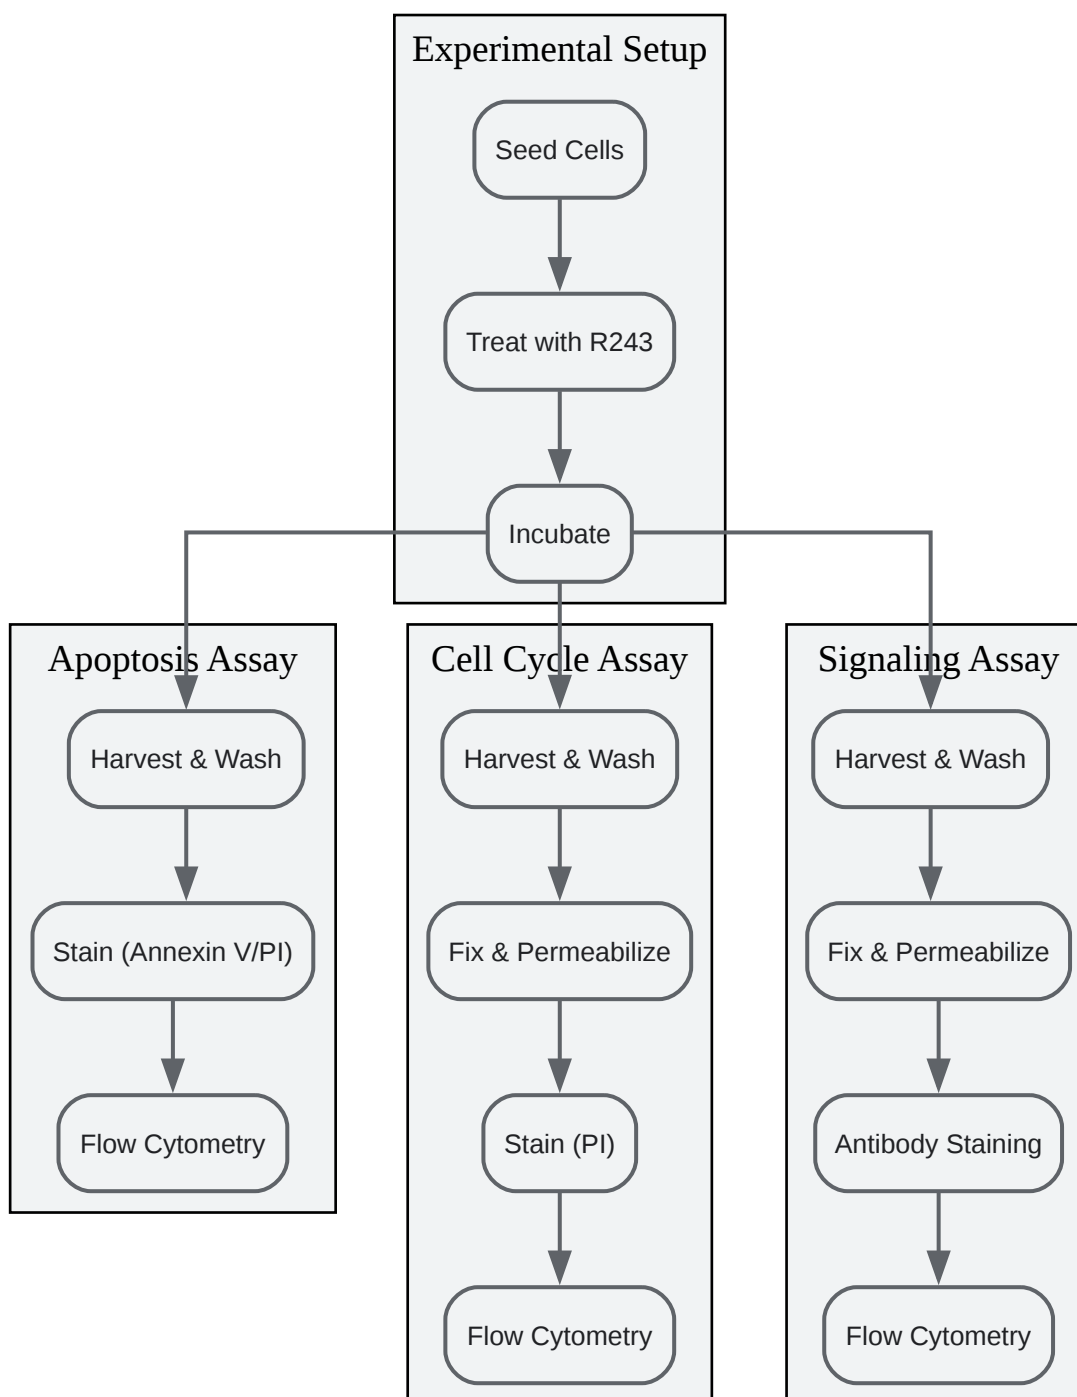 Experimental Setup
Seed Cells
Treat with R243
Incubate
Apoptosis Assay
Harvest & Wash
Stain (Annexin V/PI)
Flow Cytometry
Cell Cycle Assay
Harvest & Wash
Fix & Permeabilize
Stain (PI)
Flow Cytometry
Signaling Assay
Harvest & Wash
Fix & Permeabilize
Antibody Staining
Flow Cytometry